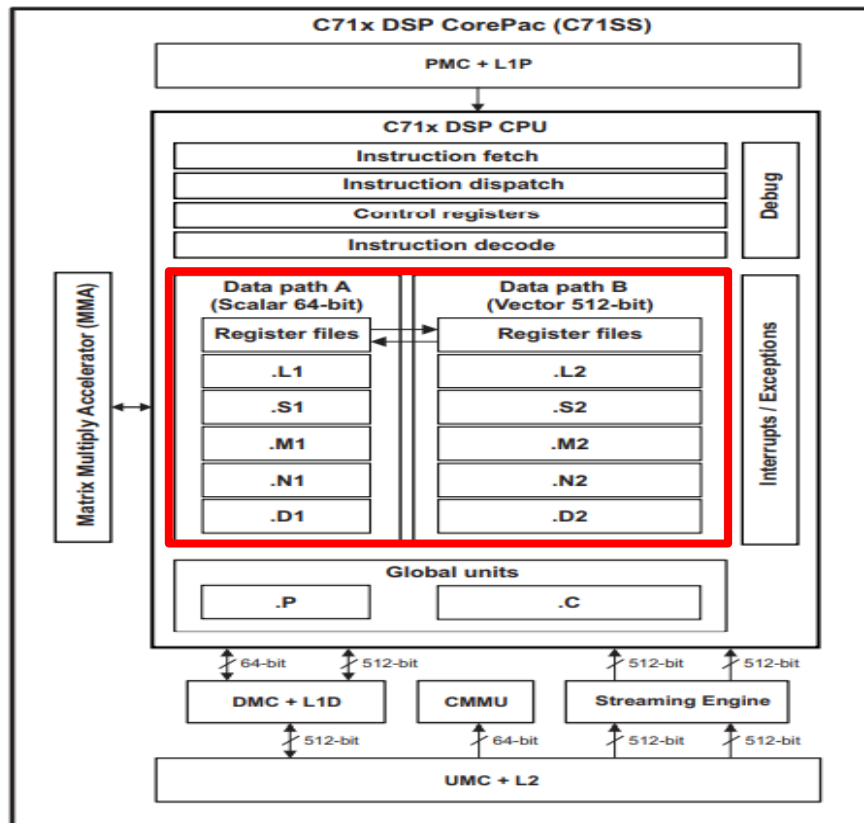 C71x DSP CorePac (C71SS)
PMC + L1P
C71x DSP CPU
Instruction fetch
Instruction dispatch
Control registers
Instruction decode
Debug
Matrix Multiply Accelerator (MMA)
Data path A
(Scalar 64-bit)
Register files
.L1
.S1
.M1
.N1
.D1
Data path B
(Vector 512-bit)
Register files
.L2
.S2
.M2
.N2
.D2
Interrupts / Exceptions
Global units
.P
.C
64-bit
512-bit
512-bit
512-bit
DMC + L1D
CMMU
Streaming Engine
512-bit
64-bit
512-bit
512-bit
UMC + L2